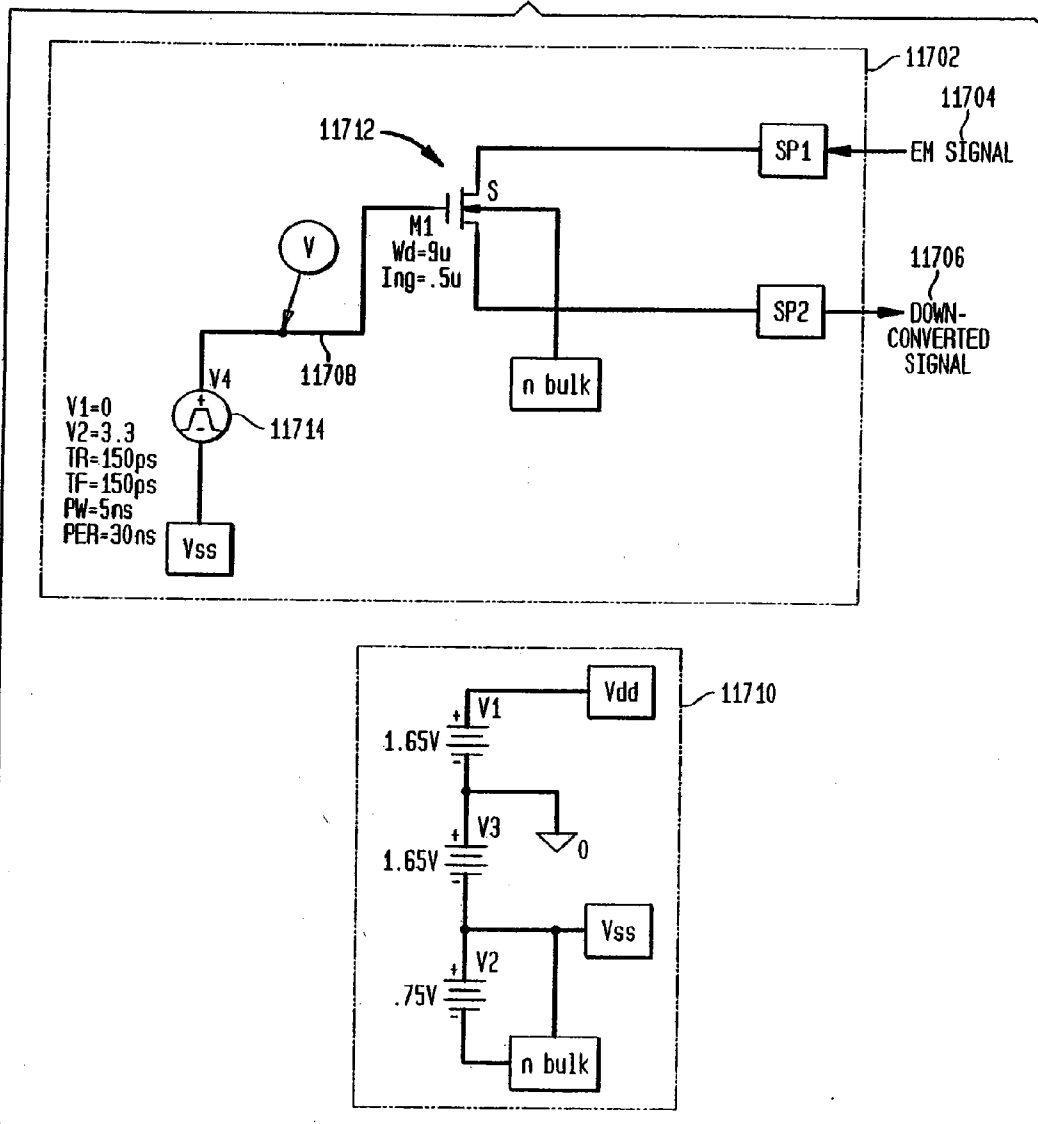 11702
11704
11712
SP1
EM SIGNAL
S
M1
Wd=9u
Ing=.5u
V
11706
SP2
DOWN-
CONVERTED
SIGNAL
11708
n bulk
V4
+
-
11714
V1=0
V2=3.3
TR=150ps
TF=150ps
PW=5ns
PER=30ns
Vss
Vdd
11710
+
V1
1.65V
-
0
+
V3
1.65V
-
Vss
+
V2
.75V
-
n bulk